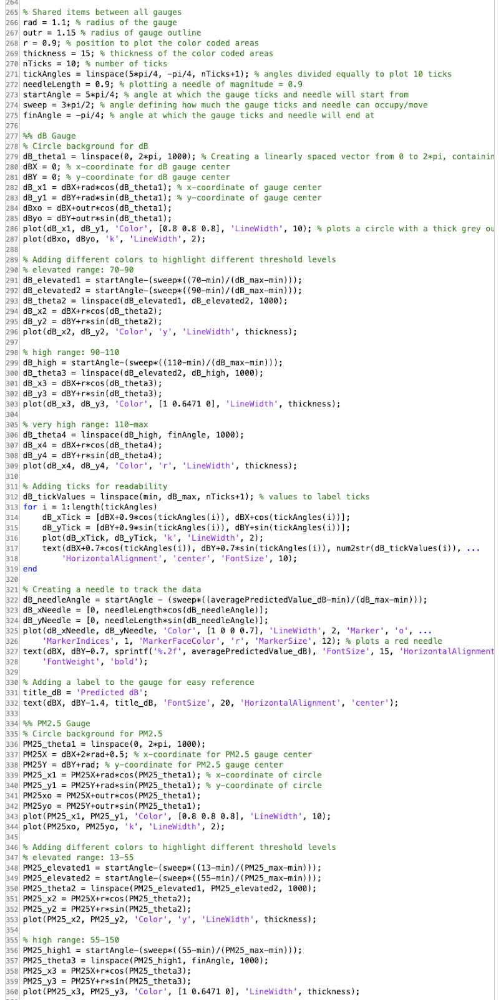 264
265 % Shared items between all gauges
266 rad = 1.1; % radius of the gauge
267 outr = 1.15 % radius of gauge outline
268 r = 0.9; % position to plot the color coded areas
269 thickness = 15; % thickness of the color coded areas
270 nTicks = 10; % number of ticks
271 tickAngles = linspace(5*pi/4, -pi/4, nTicks+1); % angles divided equally to plot 10 ticks
272 needleLength = 0.9; % plotting a needle of magnitude = 0.9
273 startAngle = 5*pi/4; % angle at which the gauge ticks and needle will start from
274 sweep = 3*pi/2; % angle defining how much the gauge ticks and needle can occupy/move
275 finAngle = -pi/4; % angle at which the gauge ticks and needle will end at
276
277 %% dB Gauge
278 % Circle background for dB
279 dB_theta1 = linspace(0, 2*pi, 1000); % Creating a linearly spaced vector from 0 to 2*pi, containin
280 dBX = 0; % x-coordinate for dB gauge center
281 dBY = 0; % y-coordinate for dB gauge center
282 dB_x1 = dBX+rad*cos(dB_theta1); % x-coordinate of gauge center
283 dB_y1 = dBY+rad*sin(dB_theta1); % y-coordinate of gauge center
284 dBxo = dBX+outr*cos(dB_theta1);
285 dByo = dBY+outr*sin(dB_theta1);
286 plot(dB_x1, dB_y1, 'Color', [0.8 0.8 0.8], 'LineWidth', 10); % plots a circle with a thick grey ou
287 plot(dBxo, dByo, 'k', 'LineWidth', 2);
288
289 % Adding different colors to highlight different threshold levels
290 % elevated range: 70-90
291 dB_elevated1 = startAngle-(sweep*((70-min)/(dB_max-min)));
292 dB_elevated2 = startAngle-(sweep*((90-min)/(dB_max-min)));
293 dB_theta2 = linspace(dB_elevated1, dB_elevated2, 1000);
294 dB_x2 = dBX+r*cos(dB_theta2);
295 dB_y2 = dBY+r*sin(dB_theta2);
296 plot(dB_x2, dB_y2, 'Color', 'y', 'LineWidth', thickness);
297
298 % high range: 90-110
299 dB_high = startAngle-(sweep*((110-min)/(dB_max-min)));
300 dB_theta3 = linspace(dB_elevated2, dB_high, 1000);
301 dB_x3 = dBX+r*cos(dB_theta3);
302 dB_y3 = dBY+r*sin(dB_theta3);
303 plot(dB_x3, dB_y3, 'Color', [1 0.6471 0], 'LineWidth', thickness);
304
305 % very high range: 110-max
306 dB_theta4 = linspace(dB_high, finAngle, 1000);
307 dB_x4 = dBX+r*cos(dB_theta4);
308 dB_y4 = dBY+r*sin(dB_theta4);
309 plot(dB_x4, dB_y4, 'Color', 'r', 'LineWidth', thickness);
310
311 % Adding ticks for readability
312 dB_tickValues = linspace(min, dB_max, nTicks+1); % values to label ticks
313 for i = 1:length(tickAngles)
314     dB_xTick = [dBX+0.9*cos(tickAngles(i)), dBX+cos(tickAngles(i))];
315     dB_yTick = [dBY+0.9*sin(tickAngles(i)), dBY+sin(tickAngles(i))];
316     plot(dB_xTick, dB_yTick, 'k', 'LineWidth', 2);
317     text(dBX+0.7*cos(tickAngles(i)), dBY+0.7*sin(tickAngles(i)), num2str(dB_tickValues(i)), ...
318         'HorizontalAlignment', 'center', 'FontSize', 10);
319 end
320
321 % Creating a needle to track the data
322 dB_needleAngle = startAngle - (sweep*((averagePredictedValue_dB-min)/(dB_max-min)));
323 dB_xNeedle = [0, needleLength*cos(dB_needleAngle)];
324 dB_yNeedle = [0, needleLength*sin(dB_needleAngle)];
325 plot(dB_xNeedle, dB_yNeedle, 'Color', [1 0 0 0.7], 'LineWidth', 2, 'Marker', 'o', ...
326     'MarkerIndices', 1, 'MarkerFaceColor', 'r', 'MarkerSize', 12); % plots a red needle
327 text(dBX, dBY-0.7, sprintf('%.2f', averagePredictedValue_dB), 'FontSize', 15, 'HorizontalAlignment
328     'FontWeight', 'bold');
329
330 % Adding a label to the gauge for easy reference
331 title_dB = 'Predicted dB';
332 text(dBX, dBY-1.4, title_dB, 'FontSize', 20, 'HorizontalAlignment', 'center');
333
334 %% PM2.5 Gauge
335 % Circle background for PM2.5
336 PM25_theta1 = linspace(0, 2*pi, 1000);
337 PM25X = dBX+2*rad+0.5; % x-coordinate for PM2.5 gauge center
338 PM25Y = dBY+rad; % y-coordinate for PM2.5 gauge center
339 PM25_x1 = PM25X+rad*cos(PM25_theta1); % x-coordinate of circle
340 PM25_y1 = PM25Y+rad*sin(PM25_theta1); % y-coordinate of circle
341 PM25xo = PM25X+outr*cos(PM25_theta1);
342 PM25yo = PM25Y+outr*sin(PM25_theta1);
343 plot(PM25_x1, PM25_y1, 'Color', [0.8 0.8 0.8], 'LineWidth', 10);
344 plot(PM25xo, PM25yo, 'k', 'LineWidth', 2);
345
346 % Adding different colors to highlight different threshold levels
347 % elevated range: 13-55
348 PM25_elevated1 = startAngle-(sweep*((13-min)/(PM25_max-min)));
349 PM25_elevated2 = startAngle-(sweep*((55-min)/(PM25_max-min)));
350 PM25_theta2 = linspace(PM25_elevated1, PM25_elevated2, 1000);
351 PM25_x2 = PM25X+r*cos(PM25_theta2);
352 PM25_y2 = PM25Y+r*sin(PM25_theta2);
353 plot(PM25_x2, PM25_y2, 'Color', 'y', 'LineWidth', thickness);
354
355 % high range: 55-150
356 PM25_high1 = startAngle-(sweep*((55-min)/(PM25_max-min)));
357 PM25_theta3 = linspace(PM25_high1, finAngle, 1000);
358 PM25_x3 = PM25X+r*cos(PM25_theta3);
359 PM25_y3 = PM25Y+r*sin(PM25_theta3);
360 plot(PM25_x3, PM25_y3, 'Color', [1 0.6471 0], 'LineWidth', thickness);